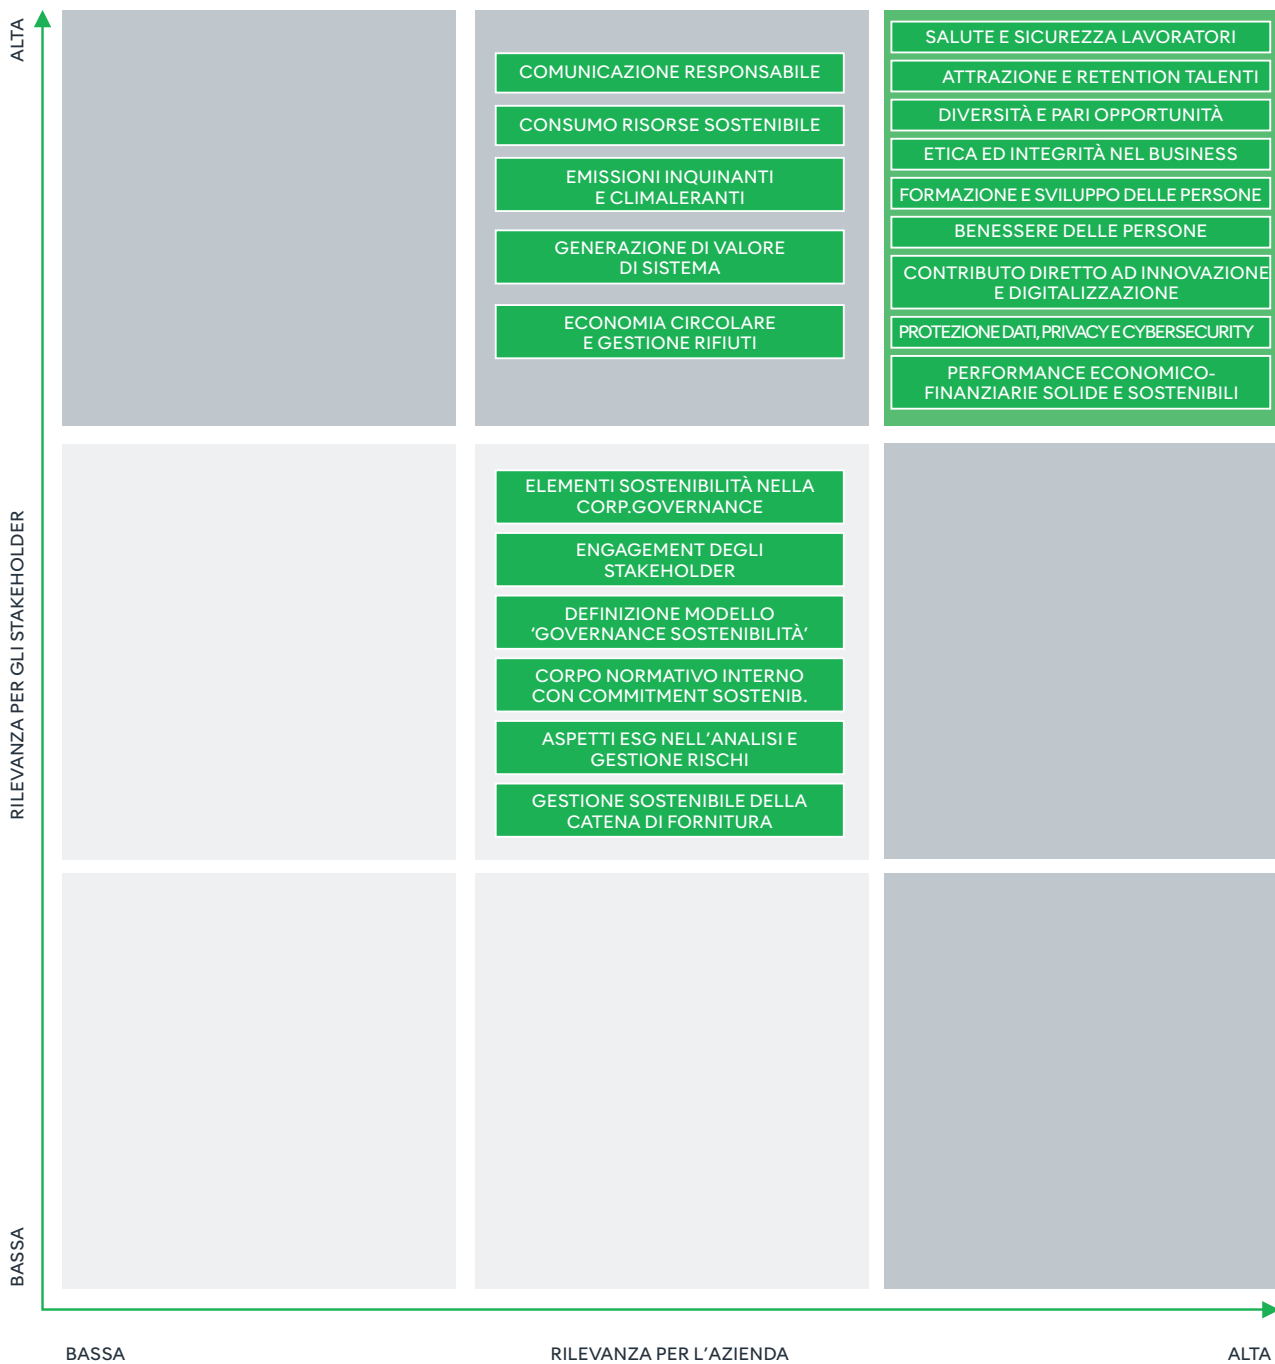 ALTA
COMUNICAZIONE RESPONSABILE
CONSUMO RISORSE SOSTENIBILE
EMISSIONI INQUINANTI
E CLIMALERANTI
GENERAZIONE DI VALORE
DI SISTEMA
ECONOMIA CIRCOLARE
E GESTIONE RIFIUTI
SALUTE E SICUREZZA LAVORATORI
ATTRAZIONE E RETENTION TALENTI
DIVERSITÀ E PARI OPPORTUNITÀ
ETICA ED INTEGRITÀ NEL BUSINESS
FORMAZIONE E SVILUPPO DELLE PERSONE
BENESSERE DELLE PERSONE
CONTRIBUTO DIRETTO AD INNOVAZIONE
E DIGITALIZZAZIONE
PROTEZIONE DATI, PRIVACY E CYBERSECURITY
PERFORMANCE ECONOMICO-
FINANZIARIE SOLIDE E SOSTENIBILI
RILEVANZA PER GLI STAKEHOLDER
ELEMENTI SOSTENIBILITÀ NELLA
CORP.GOVERNANCE
ENGAGEMENT DEGLI
STAKEHOLDER
DEFINIZIONE MODELLO
‘GOVERNANCE SOSTENIBILITÀ’
CORPO NORMATIVO INTERNO
CON COMMITMENT SOSTENIB.
ASPETTI ESG NELL’ANALISI E
GESTIONE RISCHI
GESTIONE SOSTENIBILE DELLA
CATENA DI FORNITURA
BASSA
BASSA
RILEVANZA PER L’AZIENDA
ALTA